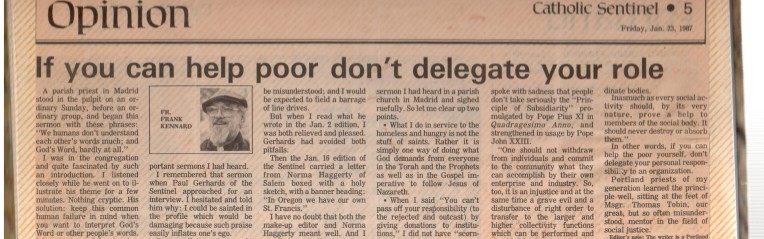 Opinion
Catholic Sentinel • 5
Friday, Jan. 23, 1987
If you can help poor don't delegate your role
A parish priest in Madrid
stood in the pulpit on an or-
dinary Sunday, before an or-
dinary group, and began this
sermon with these phrases:
"We humans don't understand
each other's words much; and
God's Word, hardly at all."
I was in the congregation
and quite fascinated by such
an introduction. I listened
closely while he went on to il-
lustrate his theme for a few
minutes. Nothing cryptic. His
solution: keep this common
human failure in mind when
you want to interpret God's
Word or other people's words.
FR.
FRANK
KENNARD
portant sermons I had heard.
I remembered that sermon
when Paul Gerhards of the
Sentinel approached for an
interview. I hesitated and told
him why: I could be tainted in
the profile which would be
damaging because such praise
easily inflates one's ego.
be misunderstood; and I would
be expected to field a barrage
of line drives.
But when I read what he
wrote in the Jan. 2 edition, I
was both relieved and pleased.
Gerhards had avoided both
pitfalls.
Then the Jan. 16 edition of
the Sentinel carried a letter
from Norma Haggerty of
Salem boxed with a holy
sketch, with a banner heading:
"In Oregon we have our own
St. Francis."
I have no doubt that both the
make-up editor and Norma
Haggerty meant well. And I
sermon I had heard in a parish
church in Madrid and sighed
ruefully. So let me clear up two
points.
• What I do in service to the
homeless and hungry is not the
stuff of saints. Rather it is
simply one way of doing what
God demands from everyone
in the Torah and the Prophets
as well as in the Gospel im-
perative to follow Jesus of
Nazareth.
• When I said "You can't
pass off your responsibility (to
the rejected and outcast) by
giving donations to institu-
tions," I did not have "scorn-
spoke with sadness that people
don't take seriously the "Prin-
ciple of Subsidiarity" pro-
mulgated by Pope Pius XI in
Quadragesimo Anno, and
strengthened in usage by Pope
John XXIII.
"One should not withdraw
from individuals and commit
to the community what they
can accomplish by their own
enterprise and industry. So,
too, it is an injustice and at the
same time a grave evil and a
disturbance of right order to
transfer to the larger and
higher collectivity functions
which can be performed and
dinate bodies.
Inasmuch as every social ac-
tivity should, by its very
nature, prove a help to
members of the social body. It
should never destroy or absorb
them."
In other words, if you can
help the poor yourself, don't
delegate your personal respon-
sibility to an organization.
Portland priests of my
generation learned the princi-
ple well, sitting at the feet of
Msgr. Thomas Tobin, our
great, but so often misunder-
stood, mentor in the field of
social justice.
Editor's note: The writer is a Portland